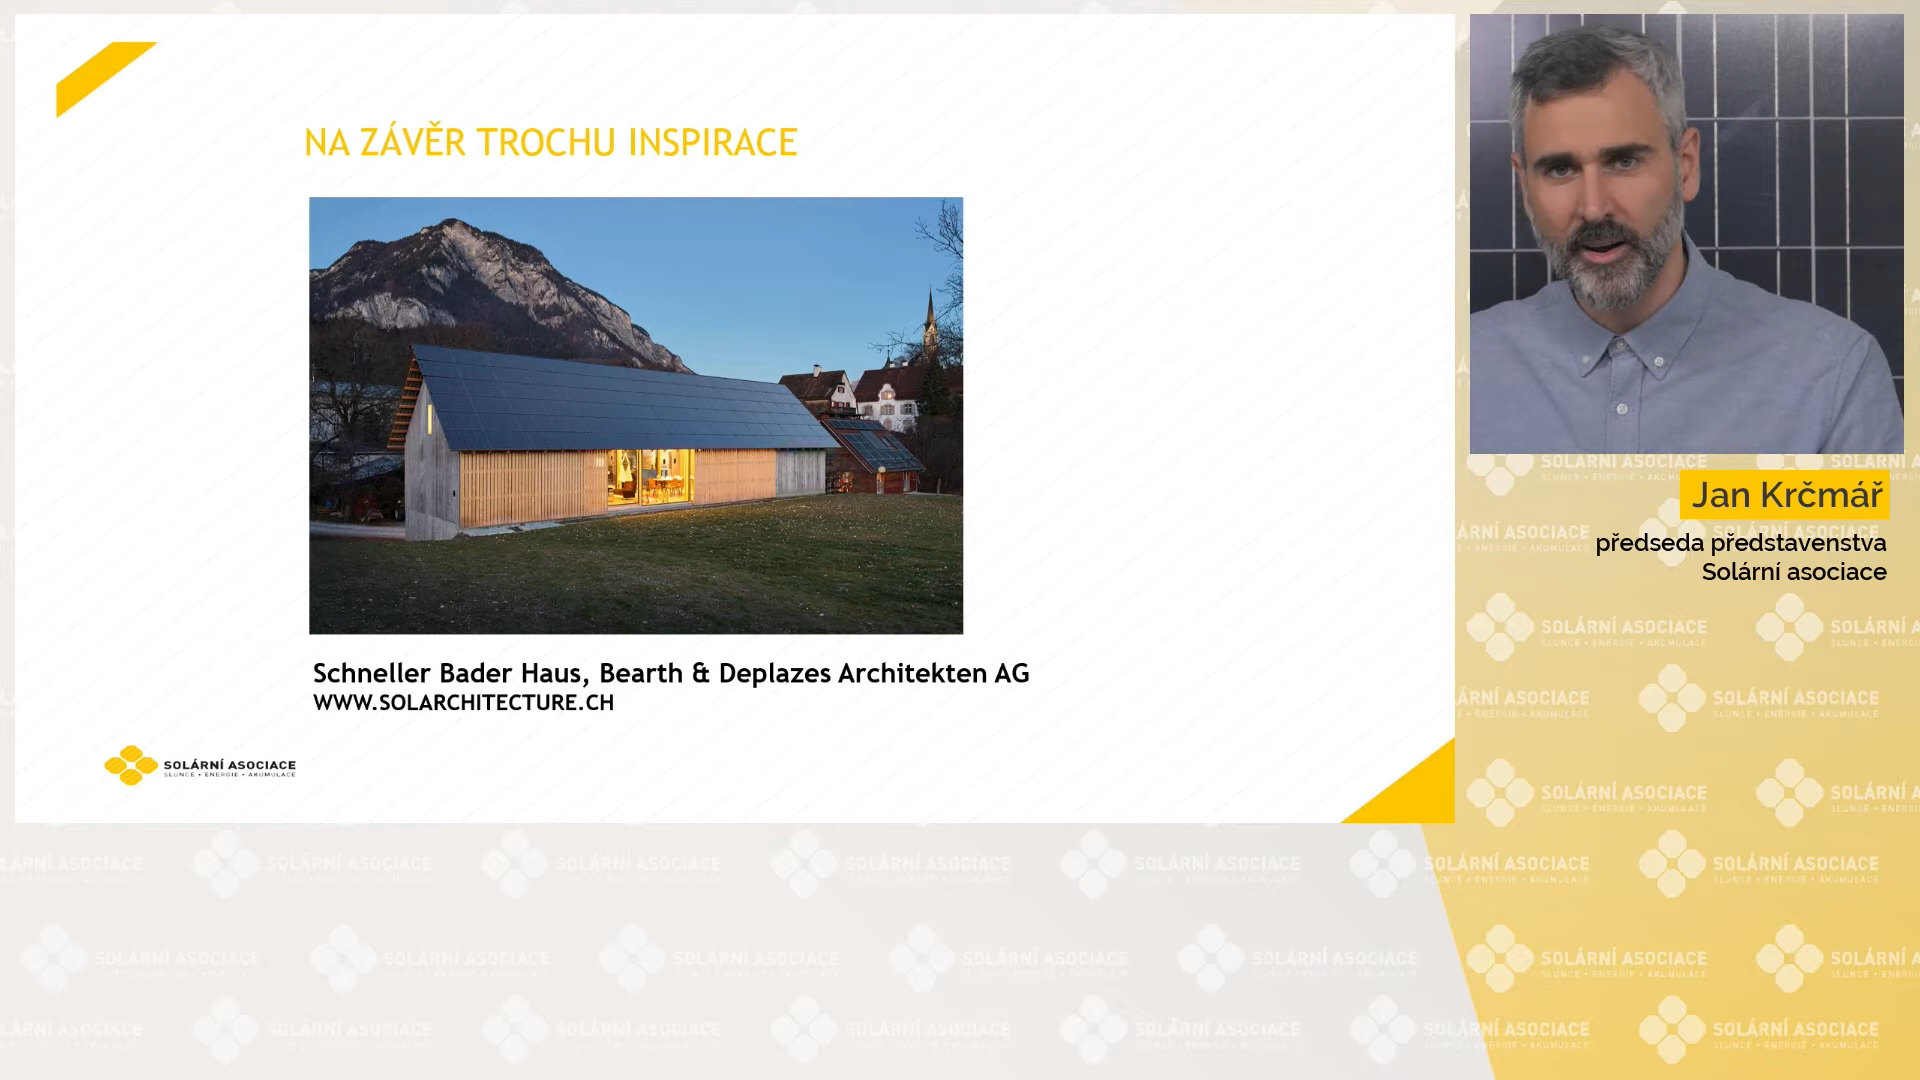 NA ZÁVĚR TROCHU INSPIRACE
Schneller Bader Haus, Bearth & Deplazes Architekten AG
WWW.SOLARCHITECTURE.CH
SOLÁRNÍ ASOCIACE
SLUNCE • ENERGIE • AKUMULACE
Jan Krčmář
předseda představenstva
Solární asociace